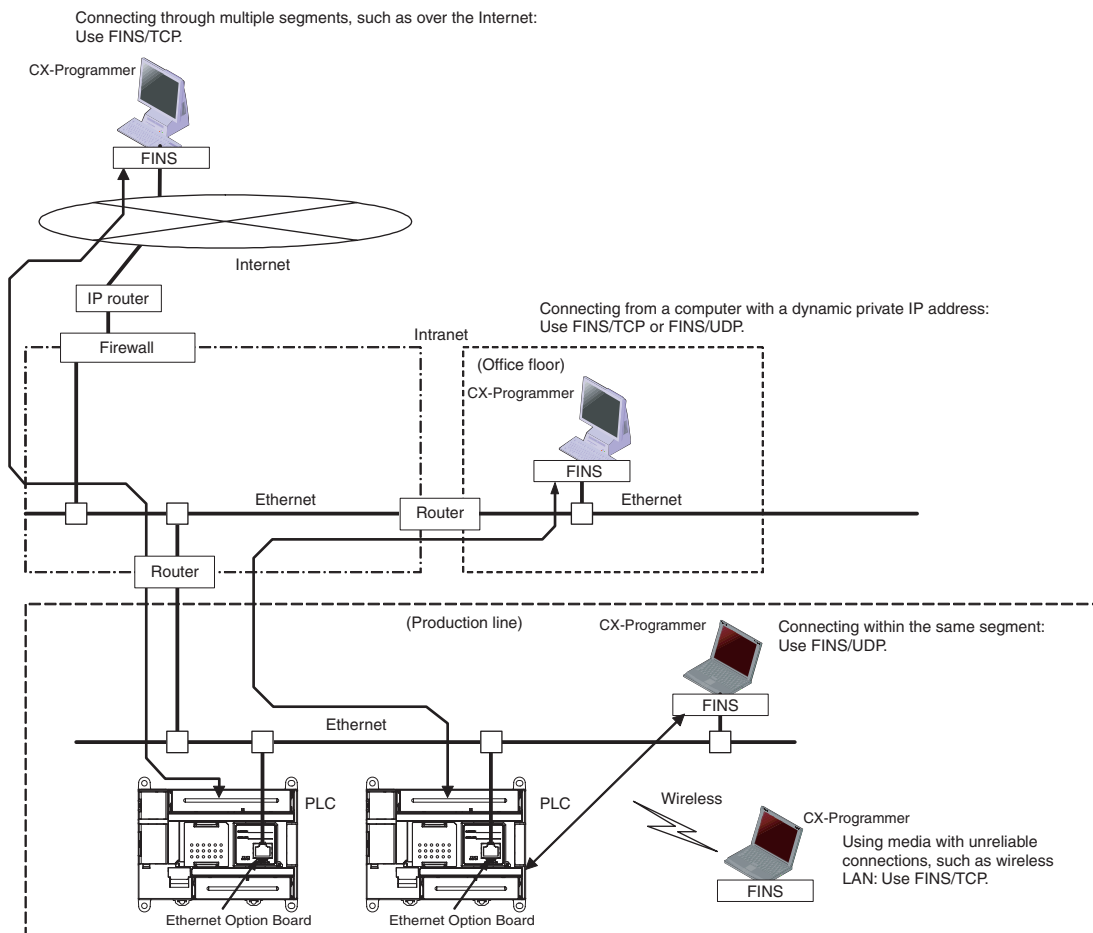 Connecting through multiple segments, such as over the Internet:
Use FINS/TCP.
CX-Programmer
FINS
Internet
IP router
Firewall
Intranet
Connecting from a computer with a dynamic private IP address:
Use FINS/TCP or FINS/UDP.
(Office floor)
CX-Programmer
FINS
Ethernet
Router
Ethernet
Router
(Production line)
CX-Programmer
Connecting within the same segment:
Use FINS/UDP.
FINS
Ethernet
PLC
PLC
Wireless
CX-Programmer
Using media with unreliable
connections, such as wireless
LAN: Use FINS/TCP.
FINS
Ethernet Option Board
Ethernet Option Board